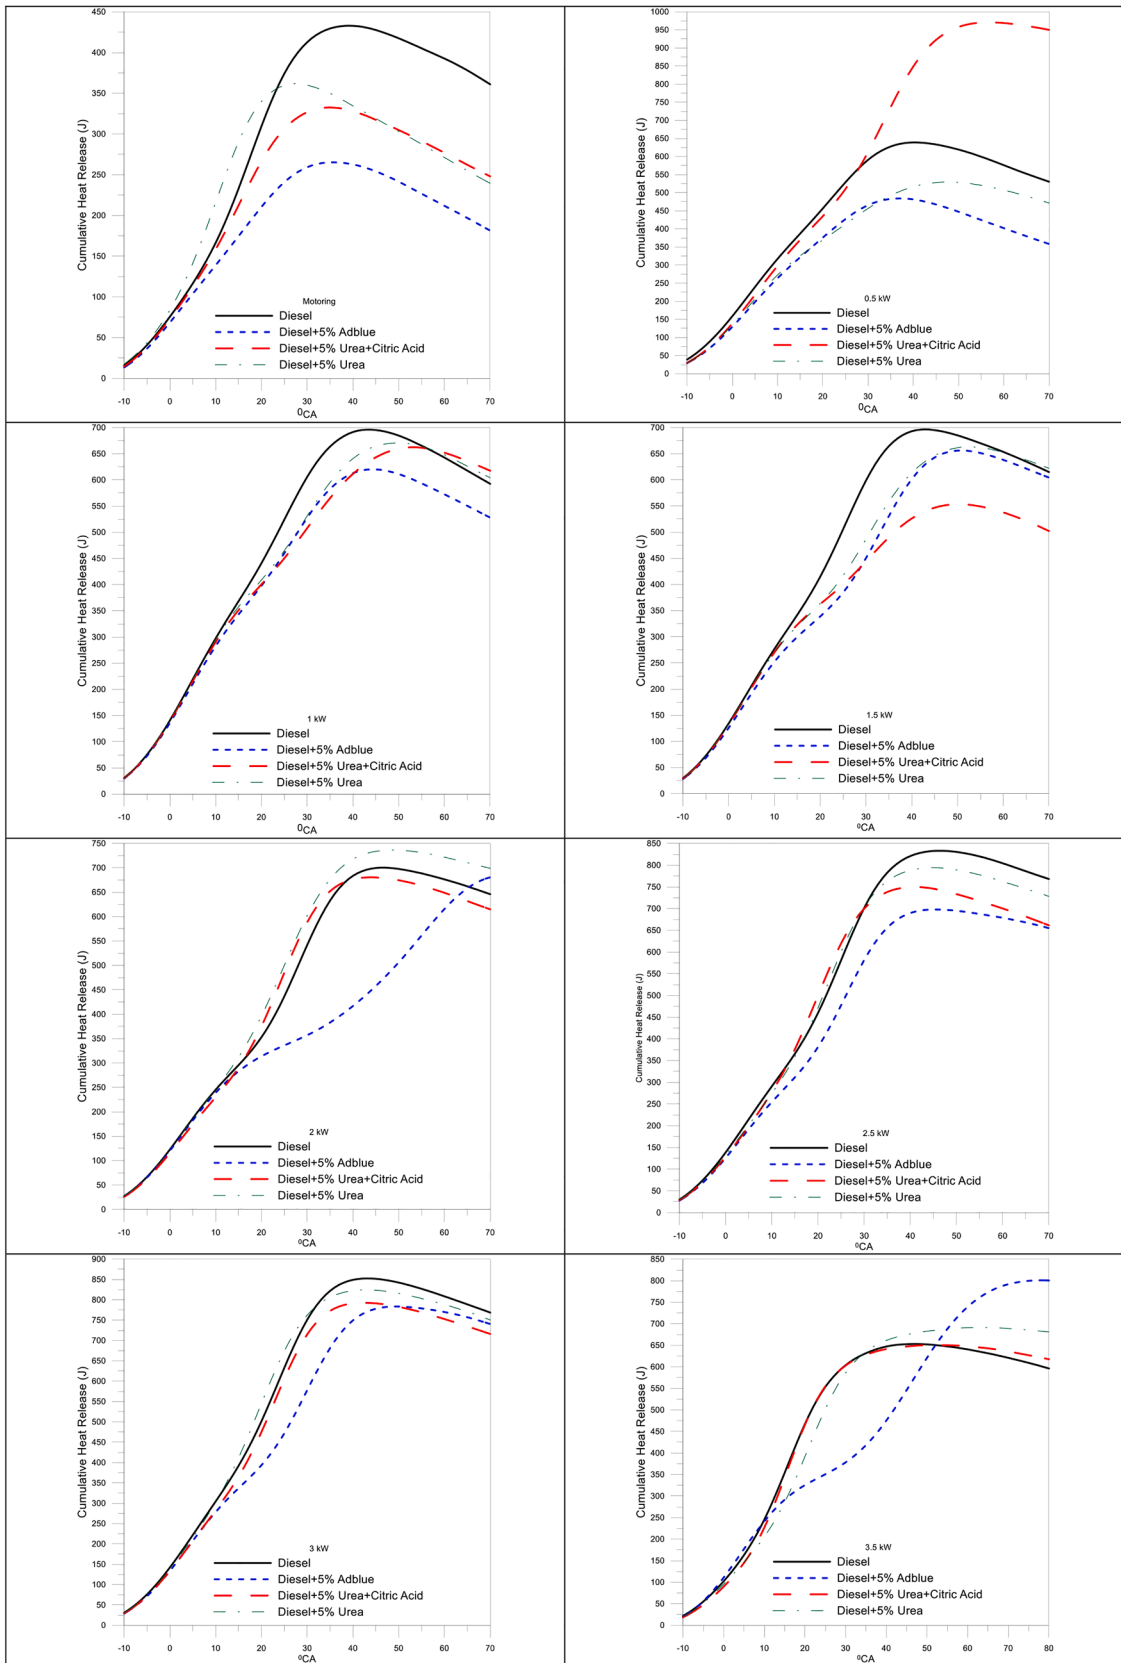 450
400
350
300
250
200
150
100
50
0
Cumulative Heat Release (J)
Motoring
Diesel
Diesel+5% Adblue
Diesel+5% Urea+Citric Acid
Diesel+5% Urea
-10 0 10 20 30 40 50 60 70
⁰CA
1000
950
900
850
800
750
700
650
600
550
500
450
400
350
300
250
200
150
100
50
0
Cumulative Heat Release (J)
0.5 kW
Diesel
Diesel+5% Adblue
Diesel+5% Urea+Citric Acid
Diesel+5% Urea
-10 0 10 20 30 40 50 60 70
⁰CA
700
650
600
550
500
450
400
350
300
250
200
150
100
50
0
Cumulative Heat Release (J)
1 kW
Diesel
Diesel+5% Adblue
Diesel+5% Urea+Citric Acid
Diesel+5% Urea
-10 0 10 20 30 40 50 60 70
⁰CA
700
650
600
550
500
450
400
350
300
250
200
150
100
50
0
Cumulative Heat Release (J)
1.5 kW
Diesel
Diesel+5% Adblue
Diesel+5% Urea+Citric Acid
Diesel+5% Urea
-10 0 10 20 30 40 50 60 70
⁰CA
750
700
650
600
550
500
450
400
350
300
250
200
150
100
50
0
Cumulative Heat Release (J)
2 kW
Diesel
Diesel+5% Adblue
Diesel+5% Urea+Citric Acid
Diesel+5% Urea
-10 0 10 20 30 40 50 60 70
⁰CA
850
800
750
700
650
600
550
500
450
400
350
300
250
200
150
100
50
0
Cumulative Heat Release (J)
2.5 kW
Diesel
Diesel+5% Adblue
Diesel+5% Urea+Citric Acid
Diesel+5% Urea
-10 0 10 20 30 40 50 60 70
⁰CA
900
850
800
750
700
650
600
550
500
450
400
350
300
250
200
150
100
50
0
Cumulative Heat Release (J)
3 kW
Diesel
Diesel+5% Adblue
Diesel+5% Urea+Citric Acid
Diesel+5% Urea
-10 0 10 20 30 40 50 60 70
⁰CA
850
800
750
700
650
600
550
500
450
400
350
300
250
200
150
100
50
0
Cumulative Heat Release (J)
3.5 kW
Diesel
Diesel+5% Adblue
Diesel+5% Urea+Citric Acid
Diesel+5% Urea
-10 0 10 20 30 40 50 60 70 80
⁰CA